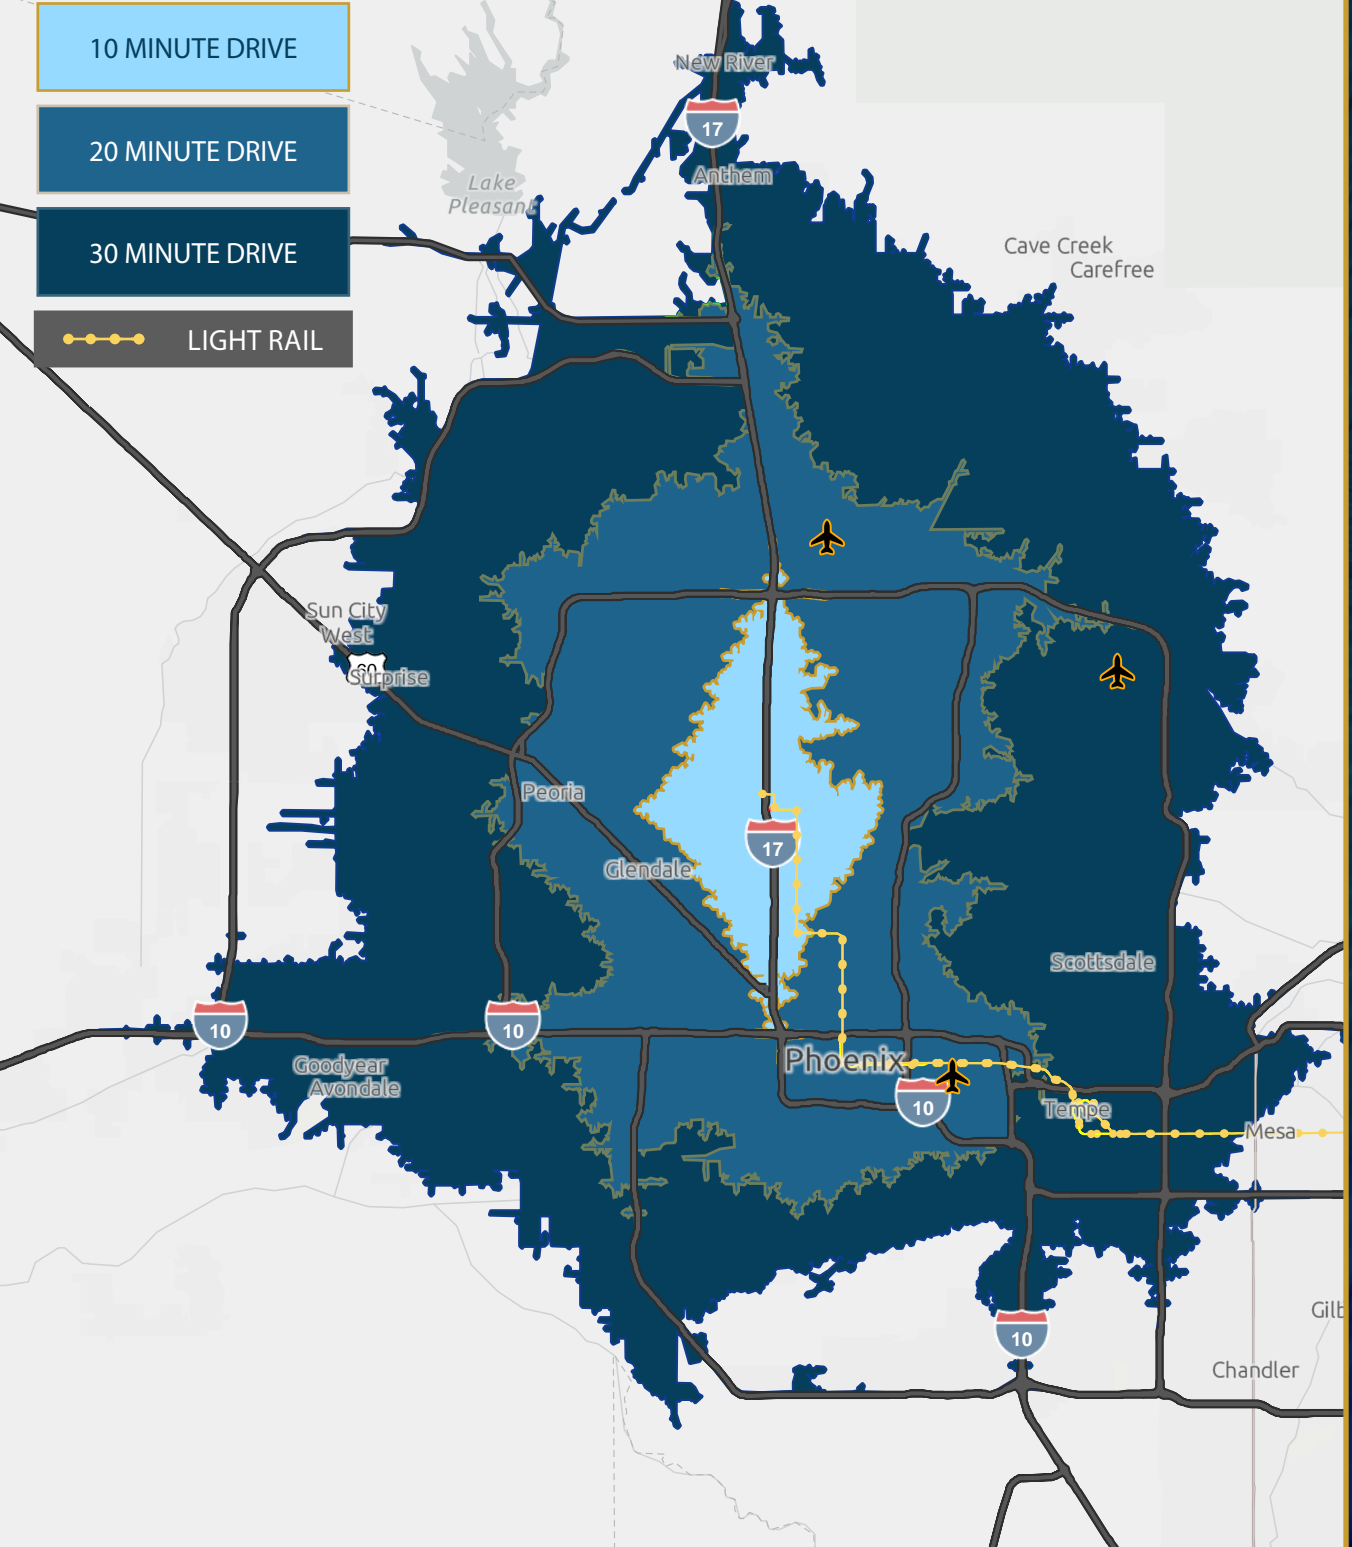 10 MINUTE DRIVE
20 MINUTE DRIVE
30 MINUTE DRIVE
LIGHT RAIL
New River
17
Anthem
Lake
Pleasant
Cave Creek
Carefree
Sun City
West
60
Surprise
Peoria
17
Glendale
Scottsdale
10
10
Goodyear
Avondale
Phoenix
10
Tempe
Mesa
10
Gilb
Chandler